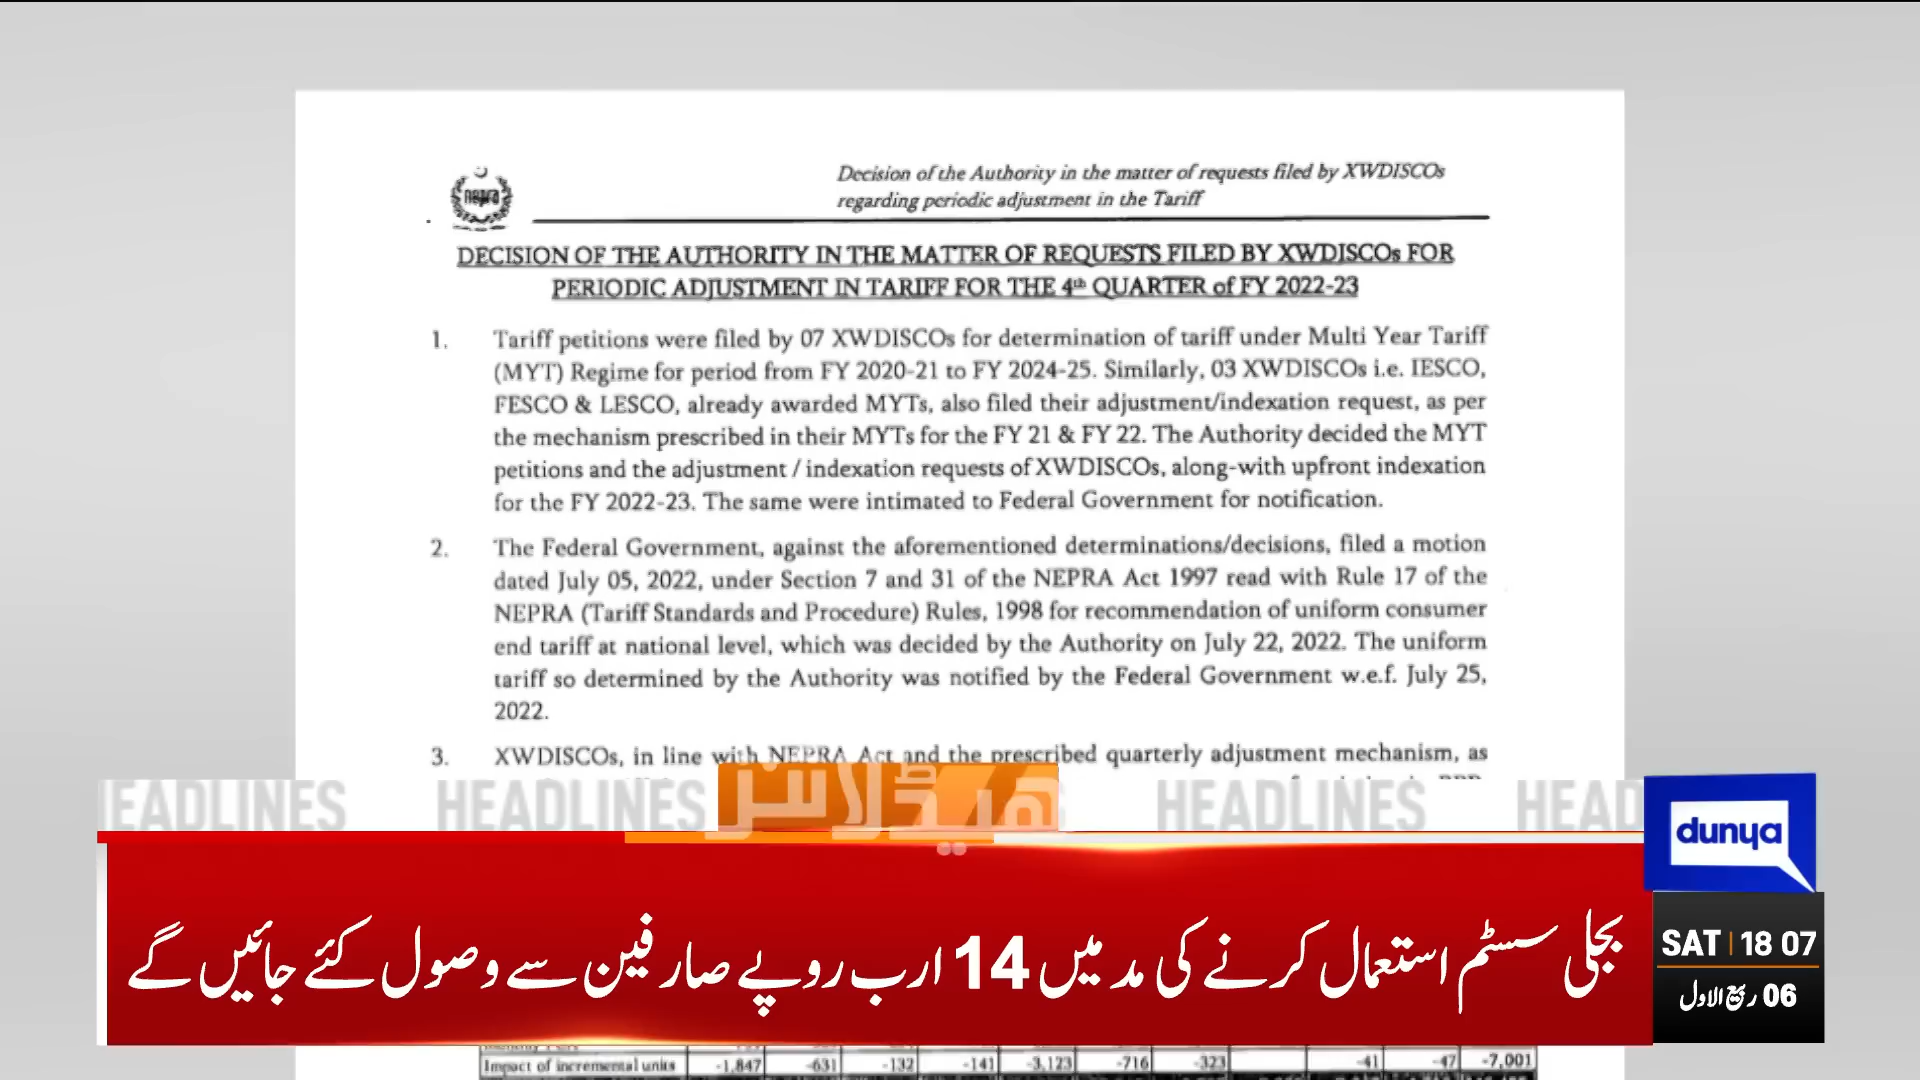 nepra
Decision of the Authority in the matter of requests filed by XWDISCOs
regarding periodic adjustment in the Tariff
DECISION OF THE AUTHORITY IN THE MATTER OF REQUESTS FILED BY XWDISCOs FOR
PERIODIC ADJUSTMENT IN TARIFF FOR THE 4th QUARTER of FY 2022-23
1. Tariff petitions were filed by 07 XWDISCOs for determination of tariff under Multi Year Tariff
(MYT) Regime for period from FY 2020-21 to FY 2024-25. Similarly, 03 XWDISCOs i.e. IESCO,
FESCO & LESCO, already awarded MYTs, also filed their adjustment/indexation request, as per
the mechanism prescribed in their MYTs for the FY 21 & FY 22. The Authority decided the MYT
petitions and the adjustment / indexation requests of XWDISCOs, along-with upfront indexation
for the FY 2022-23. The same were intimated to Federal Government for notification.
2. The Federal Government, against the aforementioned determinations/decisions, filed a motion
dated July 05, 2022, under Section 7 and 31 of the NEPRA Act 1997 read with Rule 17 of the
NEPRA (Tariff Standards and Procedure) Rules, 1998 for recommendation of uniform consumer
end tariff at national level, which was decided by the Authority on July 22, 2022. The uniform
tariff so determined by the Authority was notified by the Federal Government w.e.f. July 25,
2022.
3. XWDISCOs, in line with NEPRA Act and the prescribed quarterly adjustment mechanism, as
EADLINES HEADLINES ہیڈلائنز HEADLINES HEAD
dunya
بجلی سسٹم استعمال کرنے کی مد میں 14 ارب روپے صارفین سے وصول کئے جائیں گے
SAT 18 07
06 ربیع الاول
Impact of incremental units -1,847 -631 -132 -141 -3,123 -716 -323 -41 -47 -7,001